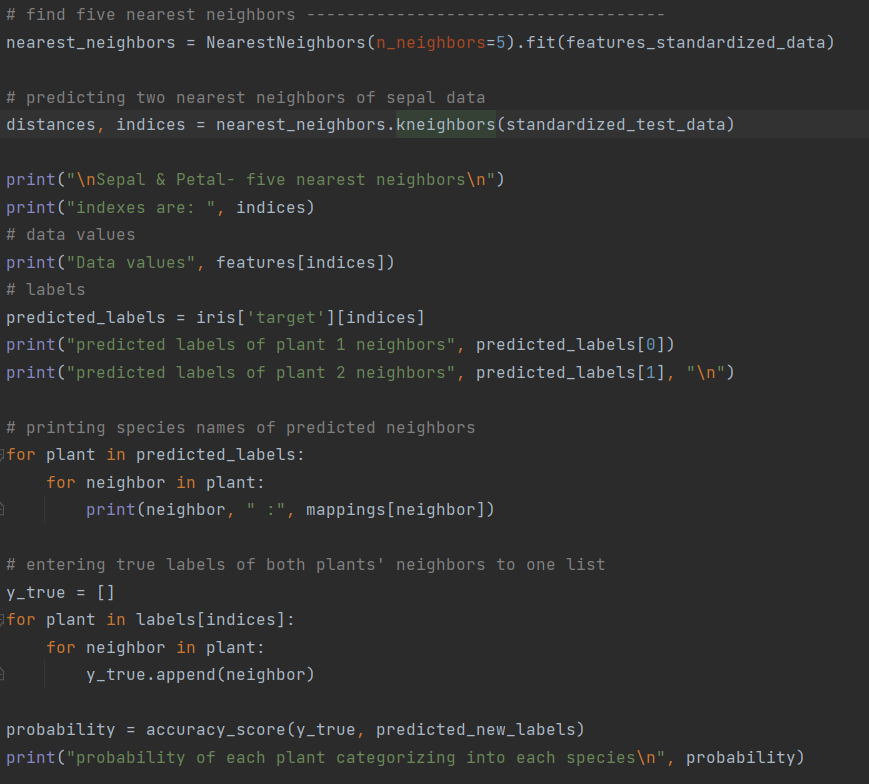 # find five nearest neighbors ------------------------------------
nearest_neighbors = NearestNeighbors(n_neighbors=5).fit(features_standardized_data)
# predicting two nearest neighbors of sepal data
distances, indices = nearest_neighbors.kneighbors(standardized_test_data)
print("\nSepal & Petal- five nearest neighbors\n")
print("indexes are: ", indices)
# data values
print("Data values", features[indices])
# labels
predicted_labels = iris['target'][indices]
print("predicted labels of plant 1 neighbors", predicted_labels[0])
print("predicted labels of plant 2 neighbors", predicted_labels[1], "\n")
# printing species names of predicted neighbors
for plant in predicted_labels:
    for neighbor in plant:
        print(neighbor, " :", mappings[neighbor])
# entering true labels of both plants' neighbors to one list
y_true = []
for plant in labels[indices]:
    for neighbor in plant:
        y_true.append(neighbor)
probability = accuracy_score(y_true, predicted_new_labels)
print("probability of each plant categorizing into each species\n", probability)